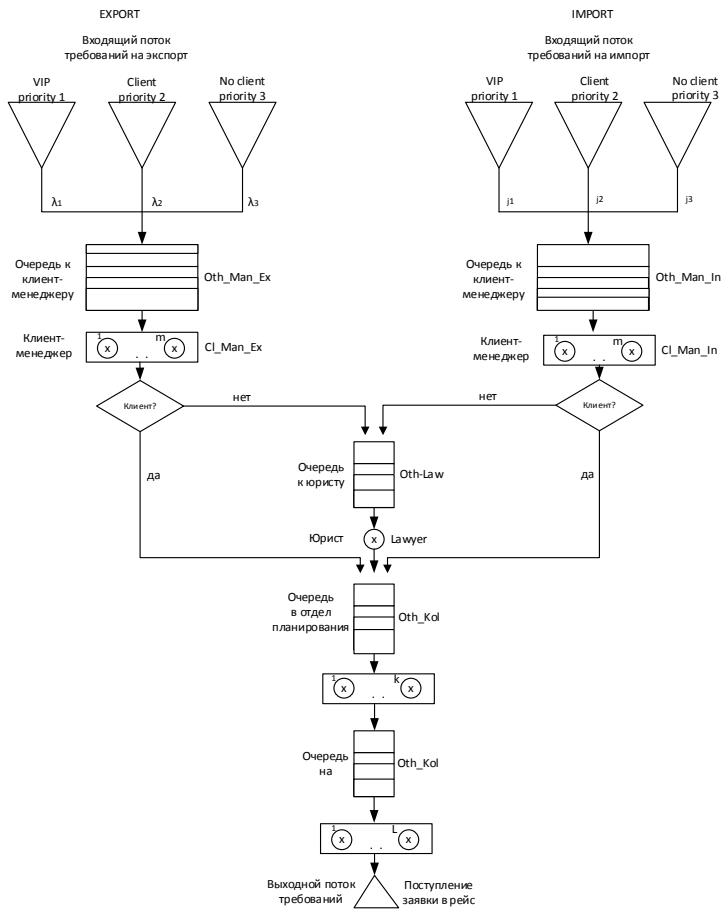 EXPORT
Входящий поток
требований на экспорт
VIP
priority 1
Client
priority 2
No client
priority 3
λ1
λ2
λ3
IMPORT
Входящий поток
требований на импорт
VIP
priority 1
Client
priority 2
No client
priority 3
j1
j2
j3
Очередь к
клиент-
менеджеру
Oth_Man_Ex
Очередь к
клиент-
менеджеру
Oth_Man_In
Клиент-
менеджер
1
x
. .
m
x
Cl_Man_Ex
Клиент-
менеджер
1
x
. .
m
x
Cl_Man_In
Клиент?
нет
да
Клиент?
нет
да
Очередь
к юристу
Oth-Law
Юрист
x
Lawyer
Очередь
в отдел
планирования
Oth_Kol
1
x
. .
k
x
Очередь
на
Oth_Kol
1
x
. .
L
x
Выходной поток
требований
Поступление
заявки в рейс